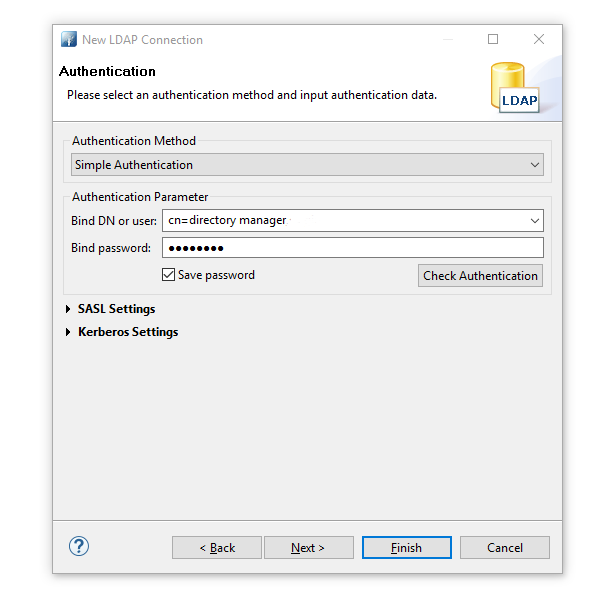 New LDAP Connection
Authentication
Please select an authentication method and input authentication data.
LDAP
Authentication Method
Simple Authentication
Authentication Parameter
Bind DN or user: cn=directory manager
Bind password: ●●●●●●●●
Save password Check Authentication
SASL Settings
Kerberos Settings
? < Back Next > Finish Cancel